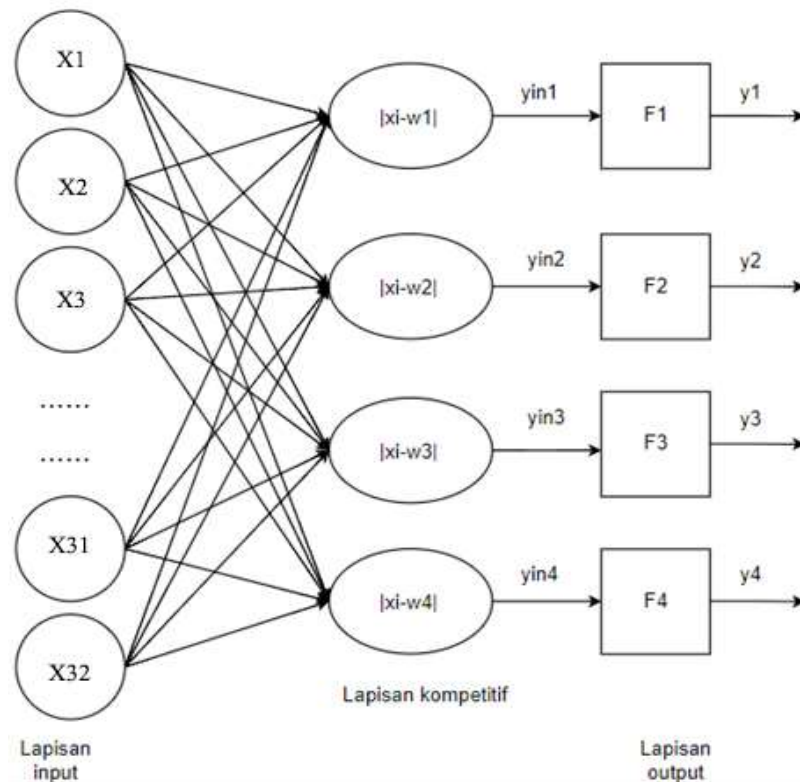 X1
X2
X3
......
......
X31
X32
|xi-w1|
|xi-w2|
|xi-w3|
|xi-w4|
yin1
yin2
yin3
yin4
F1
F2
F3
F4
y1
y2
y3
y4
Lapisan
input
Lapisan kompetitif
Lapisan
output